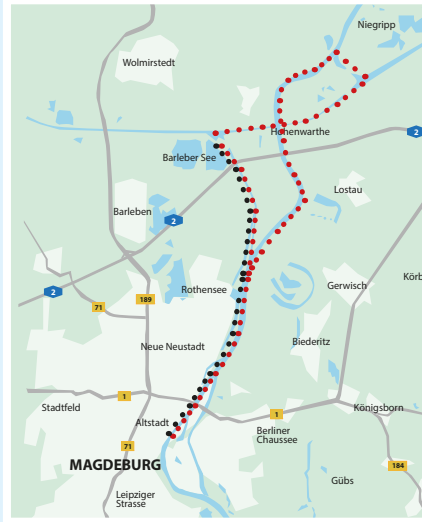 Niegripp
Wolmirstedt
Hohenwarthe
2
Barleber See
Lostau
Barleben
2
Rothensee
Gerwisch
Körb
2
189
71
Neue Neustadt
Biederitz
1
Stadtfeld
Königsborn
1
Altstadt
Berliner
Chaussee
71
MAGDEBURG
184
Gübs
Leipziger
Strasse